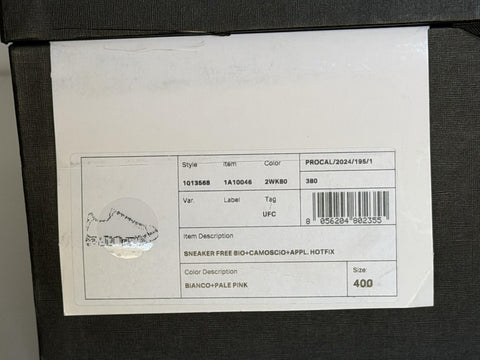 Style Item Color PROCAL/2024/195/1
1013568 1A10046 2WKB0 380
Var. Label Tag
UFC
8 056204 802355
Item Description
SNEAKER FREE BIO+CAMOSCIO+APPL. HOTFIX
Color Description Size
BIANCO+PALE PINK 400